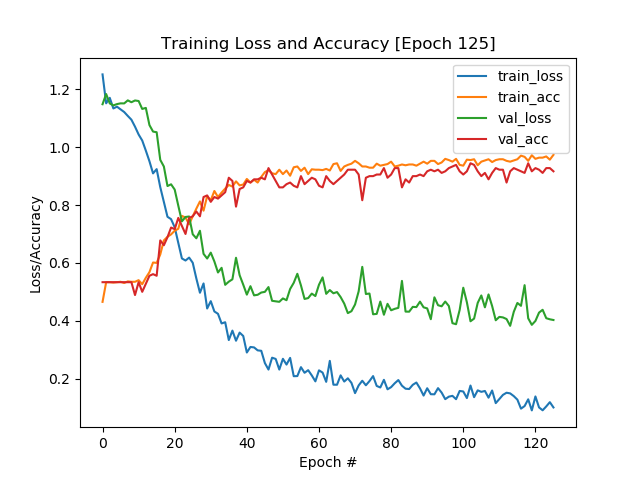 Training Loss and Accuracy [Epoch 125]
train_loss
train_acc
val_loss
val_acc
1.2
1.0
0.8
0.6
0.4
0.2
Loss/Accuracy
0 20 40 60 80 100 120
Epoch #